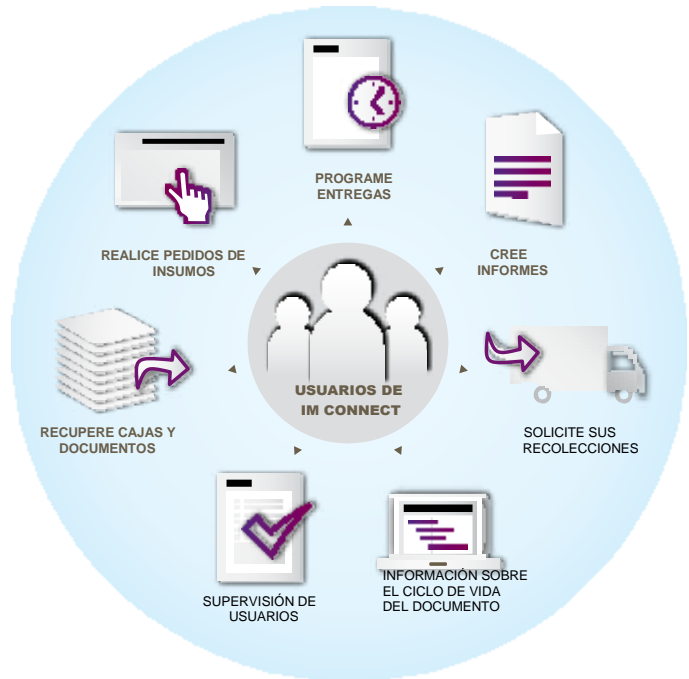 PROGRAME
ENTREGAS
REALICE PEDIDOS DE
INSUMOS
CREE
INFORMES
USUARIOS DE
IM CONNECT
RECUPERE CAJAS Y
DOCUMENTOS
SOLICITE SUS
RECOLECCIONES
SUPERVISIÓN DE
USUARIOS
INFORMACIÓN SOBRE
EL CICLO DE VIDA
DEL DOCUMENTO